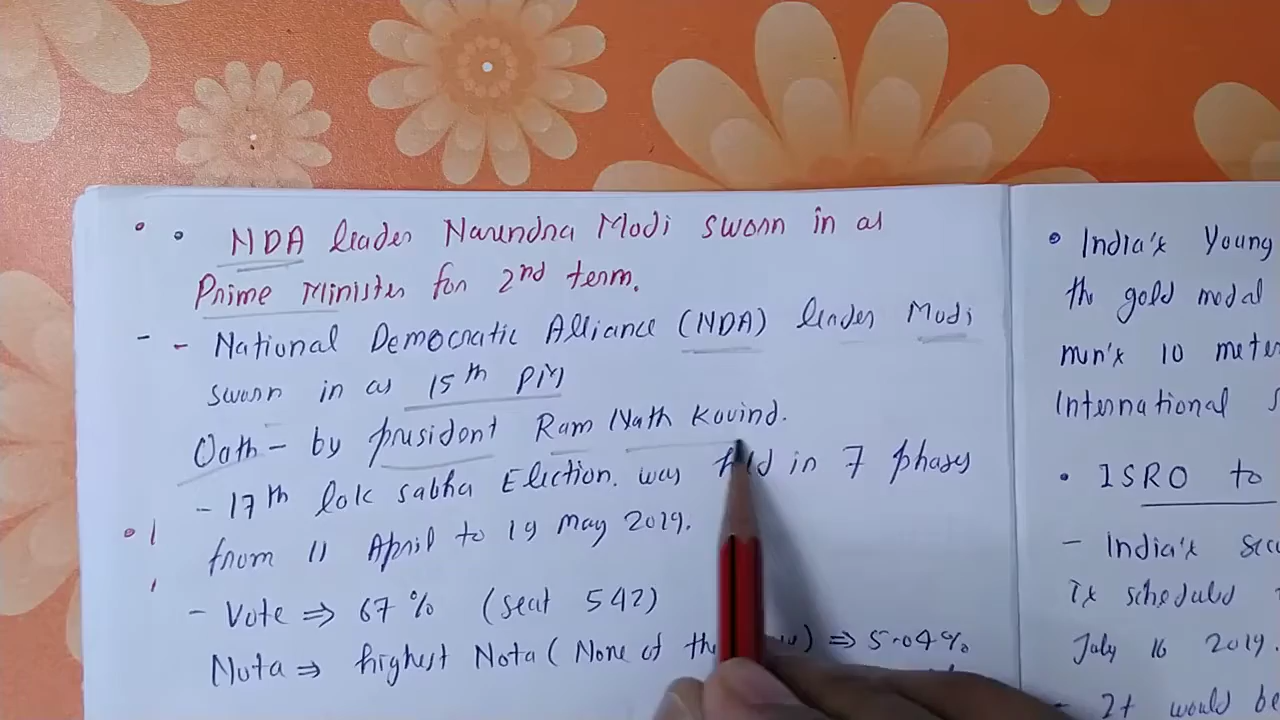 NDA leader Narendra Modi sworn in as
Prime Minister for 2nd term.
- National Democratic Alliance (NDA) leader Modi
sworn in as 15th PM
Oath - by president Ram Nath Kovind.
- 17th lok sabha Election. was held in 7 phases
from 11 April to 19 May 2019.
- Vote ⇒ 67% (seat 542)
Nota ⇒ highest Nota (None of the ) ⇒ 5.04%
India's Young
the gold medal
men's 10 mete
International
ISRO to
- India's sec
Is scheduled
July 16 2019.
- It would be